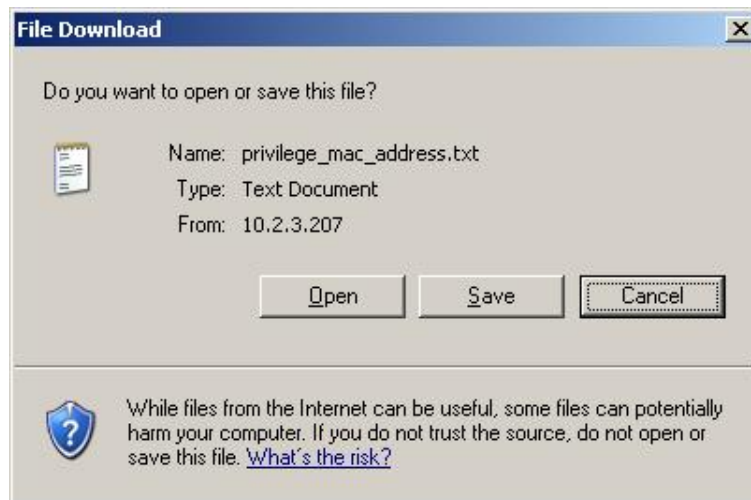 File Download
Do you want to open or save this file?
Name: privilege_mac_address.txt
Type: Text Document
From: 10.2.3.207
Open Save Cancel
While files from the Internet can be useful, some files can potentially
harm your computer. If you do not trust the source, do not open or
save this file. What's the risk?